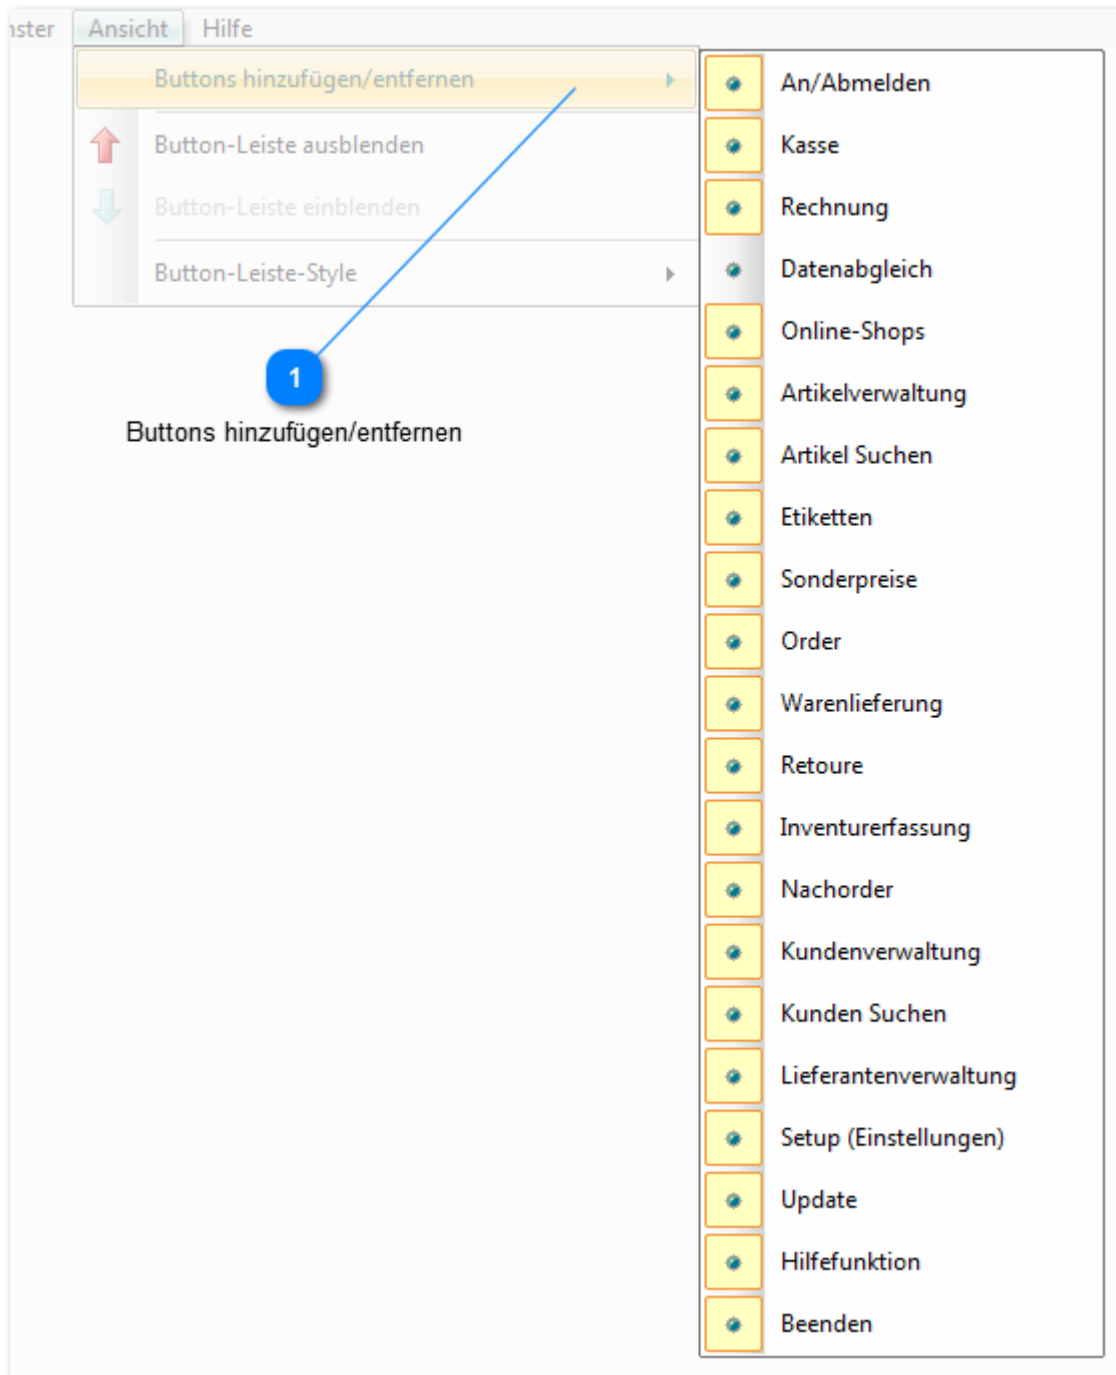 nster Ansicht Hilfe
Buttons hinzufügen/entfernen
Button-Leiste ausblenden
Button-Leiste einblenden
Button-Leiste-Style
1
Buttons hinzufügen/entfernen
An/Abmelden
Kasse
Rechnung
Datenabgleich
Online-Shops
Artikelverwaltung
Artikel Suchen
Etiketten
Sonderpreise
Order
Warenlieferung
Retoure
Inventurerfassung
Nachorder
Kundenverwaltung
Kunden Suchen
Lieferantenverwaltung
Setup (Einstellungen)
Update
Hilfefunktion
Beenden